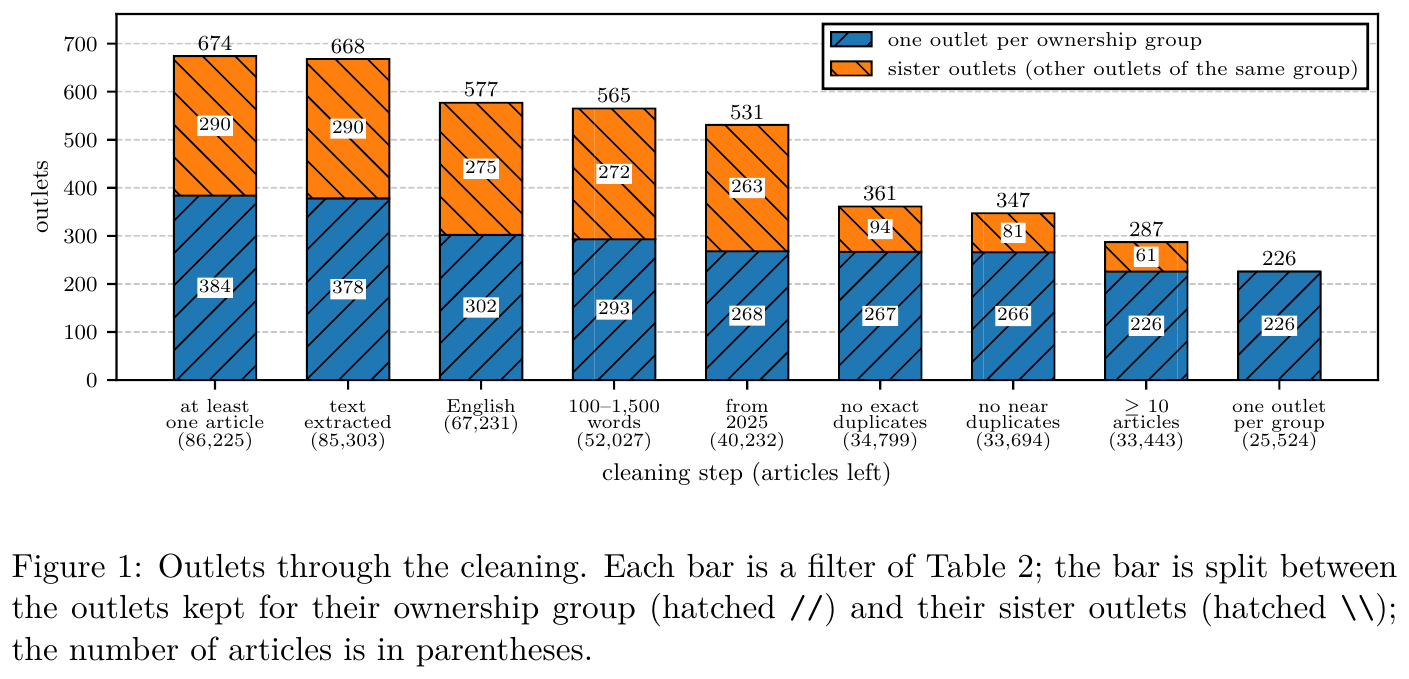 700
600
500
400
300
200
100
0
outlets
one outlet per ownership group
sister outlets (other outlets of the same group)
674
668
577
565
531
361
347
287
226
290
290
275
272
263
94
81
61
384
378
302
293
268
267
266
226
226
at least
one article
(86,225)
text
extracted
(85,303)
English
(67,231)
100–1,500
words
(52,027)
from
2025
(40,232)
no exact
duplicates
(34,799)
no near
duplicates
(33,694)
≥ 10
articles
(33,443)
one outlet
per group
(25,524)
cleaning step (articles left)
Figure 1: Outlets through the cleaning. Each bar is a filter of Table 2; the bar is split between
the outlets kept for their ownership group (hatched //) and their sister outlets (hatched \\);
the number of articles is in parentheses.